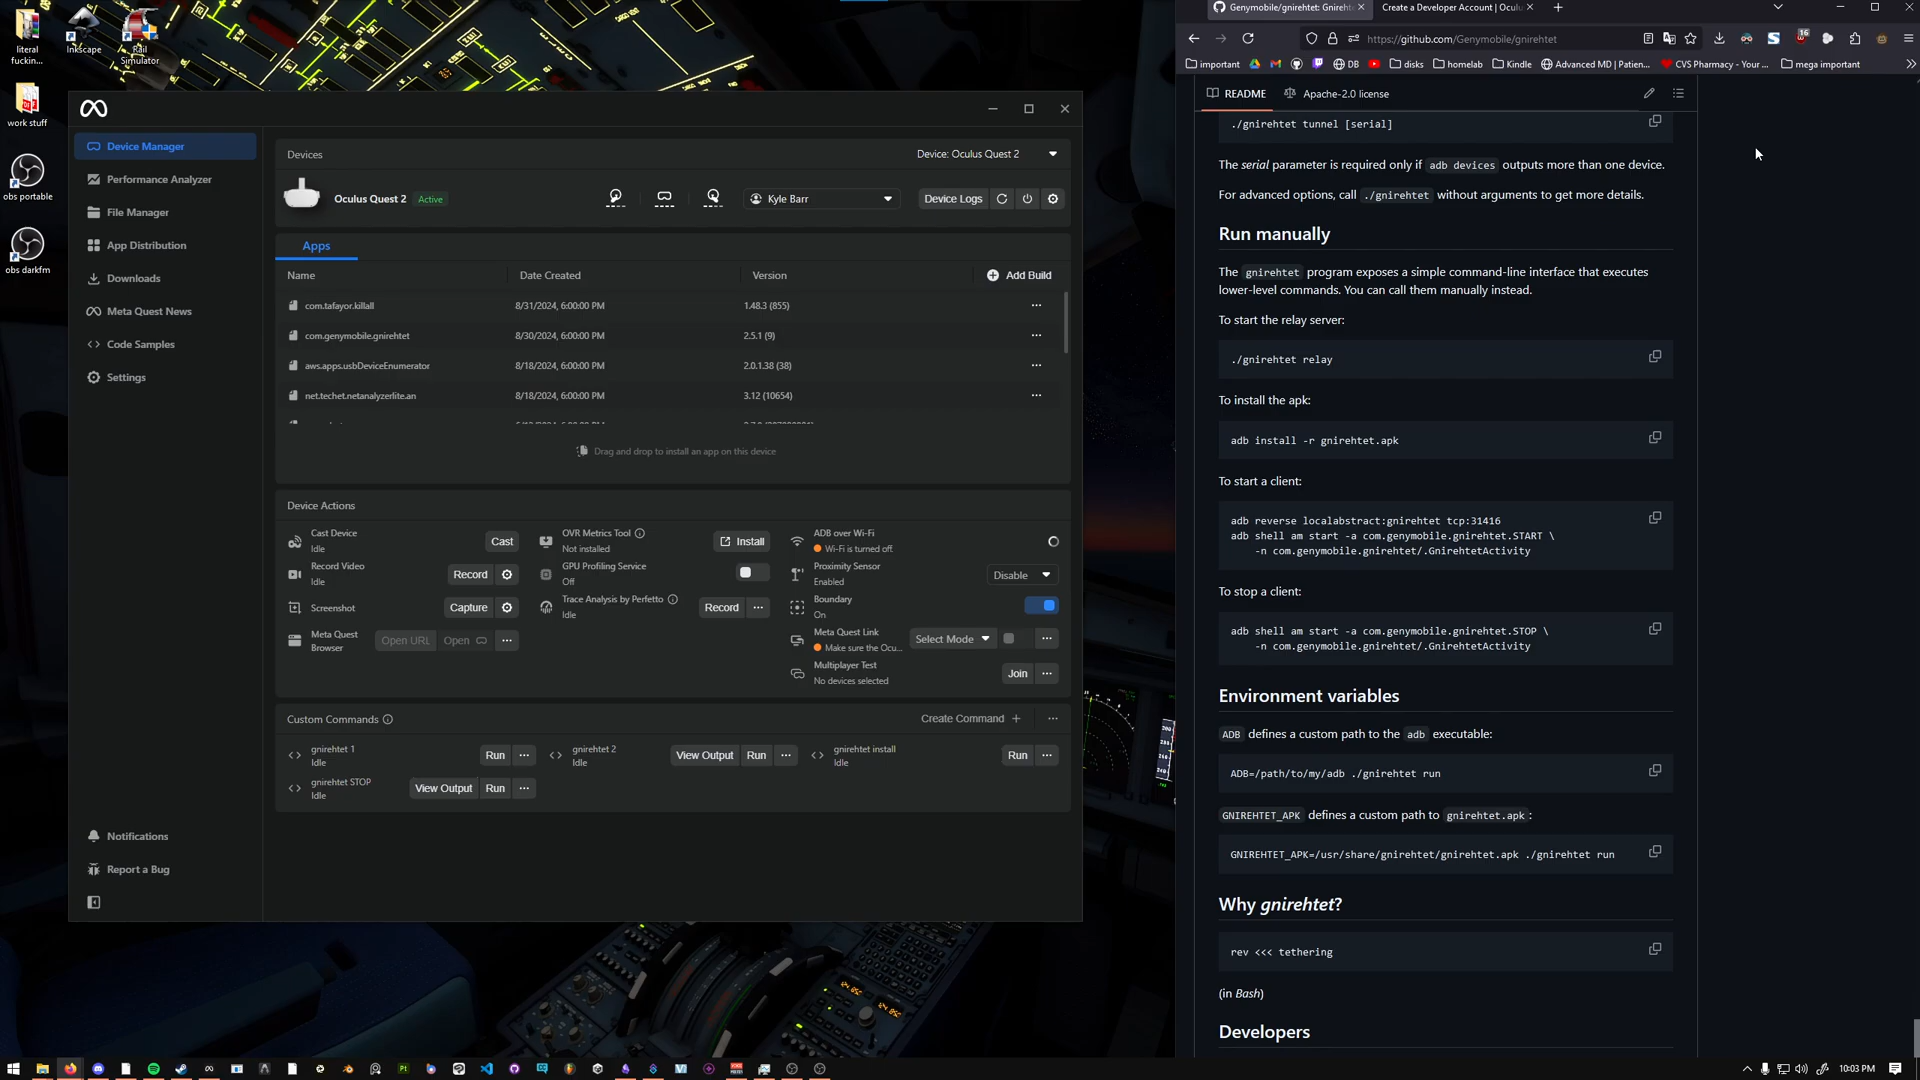 literal
fuckin...
Inkscape
Rail
Simulator
work stuff
obs portable
obs darkfm
Device Manager
Performance Analyzer
File Manager
App Distribution
Downloads
Meta Quest News
Code Samples
Settings
Notifications
Report a Bug
Devices
Device: Oculus Quest 2
Oculus Quest 2 Active
Kyle Barr
Device Logs
Apps
Name Date Created Version Add Build
com.tafayor.killall 8/31/2024, 6:00:00 PM 1.48.3 (855)
com.genymobile.gnirehtet 8/30/2024, 6:00:00 PM 2.5.1 (9)
aws.apps.usbDeviceEnumerator 8/18/2024, 6:00:00 PM 2.0.1.38 (38)
net.techet.netanalyzerlite.an 8/18/2024, 6:00:00 PM 3.12 (10654)
Drag and drop to install an app on this device
Device Actions
Cast Device
Idle
Cast
Record Video
Idle
Record
Screenshot
Capture
Meta Quest
Browser
Open URL
Open
OVR Metrics Tool
Not installed
Install
GPU Profiling Service
Off
Trace Analysis by Perfetto
Idle
Record
ADB over Wi-Fi
Wi-Fi is turned off.
Proximity Sensor
Enabled
Disable
Boundary
On
Meta Quest Link
Make sure the Ocu...
Select Mode
Multiplayer Test
No devices selected
Join
Custom Commands
Create Command +
gnirehtet 1
Idle
Run
gnirehtet 2
Idle
View Output
Run
gnirehtet install
Idle
Run
gnirehtet STOP
Idle
View Output
Run
Genymobile/gnirehtet: Gnirehte
Create a Developer Account | Ocul
https://github.com/Genymobile/gnirehtet
16
important
DB
disks
homelab
Kindle
Advanced MD | Patien...
CVS Pharmacy - Your ...
mega important
README
Apache-2.0 license
./gnirehtet tunnel [serial]
The serial parameter is required only if adb devices outputs more than one device.
For advanced options, call ./gnirehtet without arguments to get more details.
Run manually
The gnirehtet program exposes a simple command-line interface that executes
lower-level commands. You can call them manually instead.
To start the relay server:
./gnirehtet relay
To install the apk:
adb install -r gnirehtet.apk
To start a client:
adb reverse localabstract:gnirehtet tcp:31416
adb shell am start -a com.genymobile.gnirehtet.START \
-n com.genymobile.gnirehtet/.GnirehtetActivity
To stop a client:
adb shell am start -a com.genymobile.gnirehtet.STOP \
-n com.genymobile.gnirehtet/.GnirehtetActivity
Environment variables
ADB defines a custom path to the adb executable:
ADB=/path/to/my/adb ./gnirehtet run
GNIREHTET_APK defines a custom path to gnirehtet.apk:
GNIREHTET_APK=/usr/share/gnirehtet/gnirehtet.apk ./gnirehtet run
Why gnirehtet?
rev <<< tethering
(in Bash)
Developers
10:03 PM